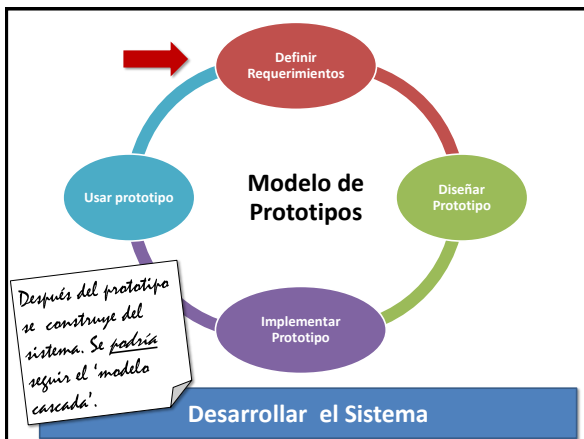 Definir
Requerimientos
Modelo de
Prototipos
Usar prototipo
Diseñar
Prototipo
Después del prototipo
se construye del
sistema. Se podría
seguir el ‘modelo
cascada’.
Implementar
Prototipo
Desarrollar el Sistema